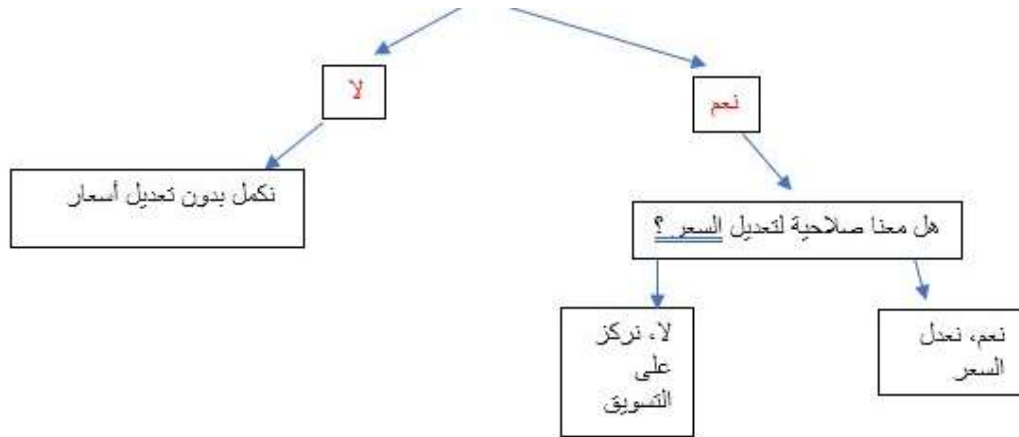 نعم
لا
نكمل بدون تعديل أسعار
هل معنا صلاحية لتعديل السعر ؟
نعم، نعدل
السعر
لا، نركز
على
التسويق